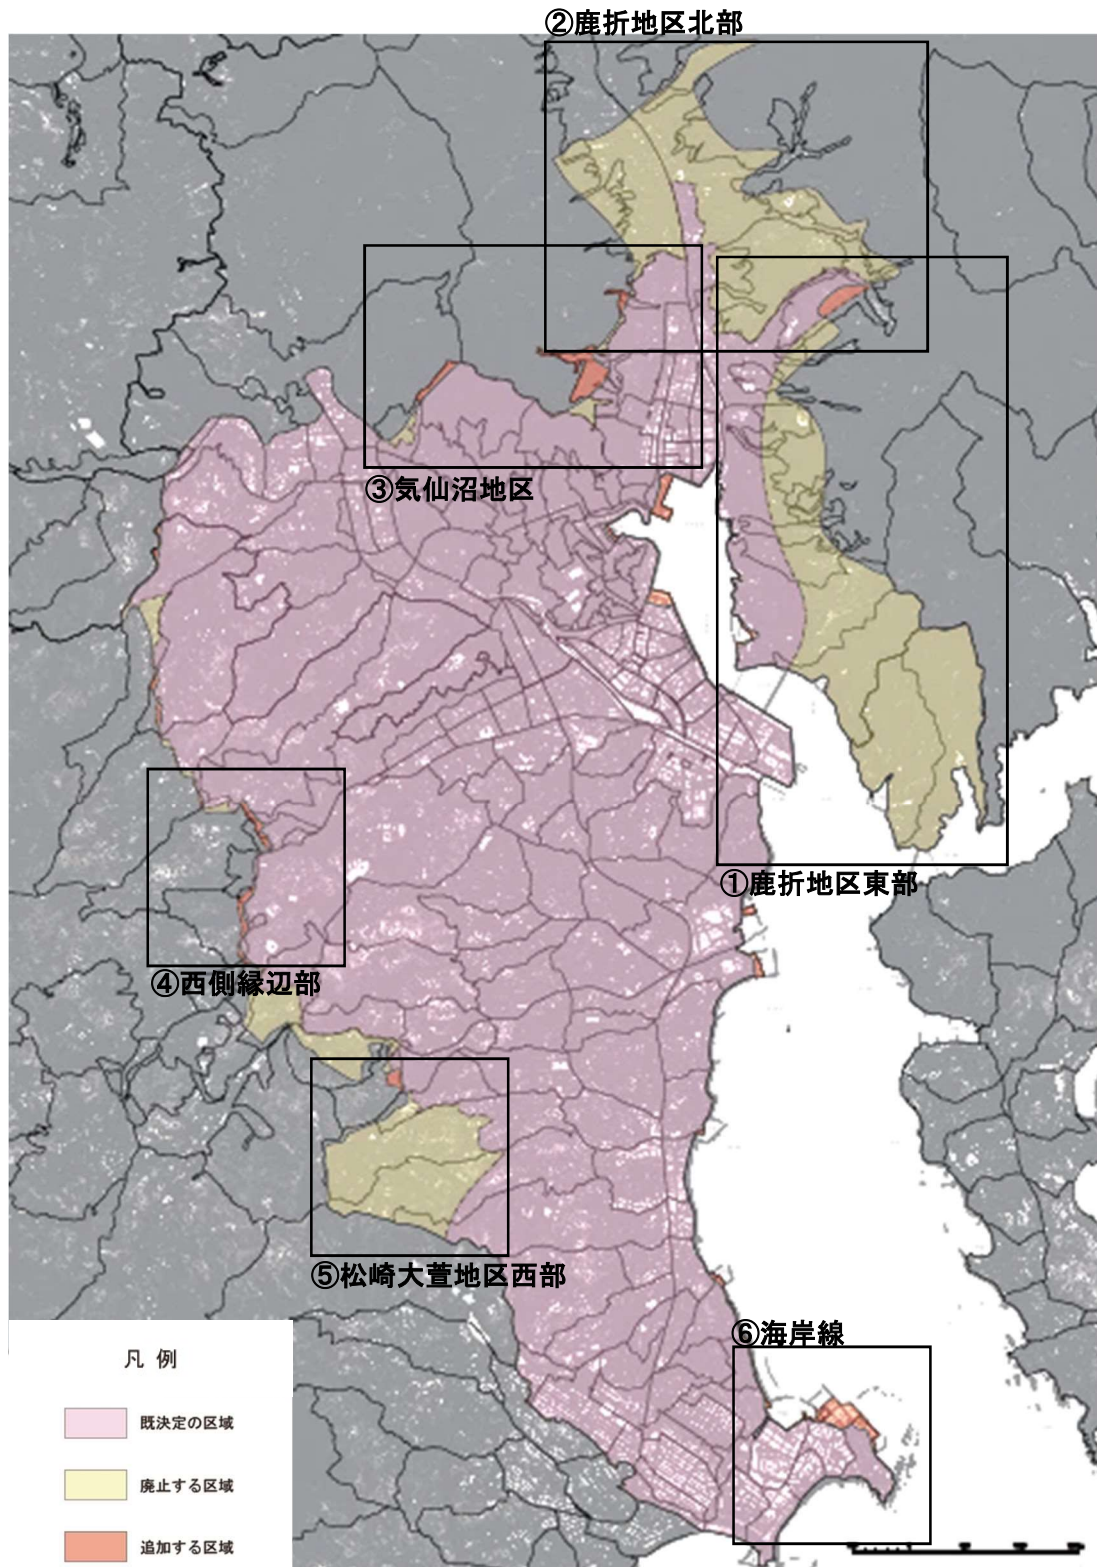 ②鹿折地区北部
③気仙沼地区
①鹿折地区東部
④西側縁辺部
⑤松崎大萱地区西部
⑥海岸線
凡例
既決定の区域
廃止する区域
追加する区域